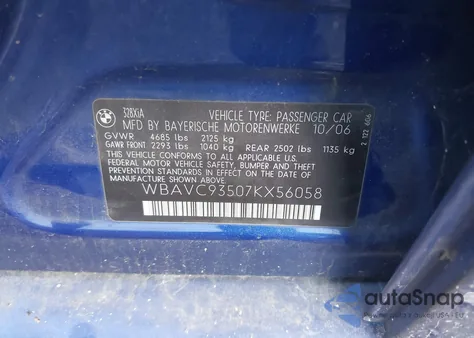 BMW
328XiA
VEHICLE TYPE PASSENGER CAR
MFD BY BAYERISCHE MOTORENWERKE 10/06
GVWR 4685 lbs 2125 kg
GAWR FRONT 2293 lbs 1040 kg REAR 2502 lbs 1135 kg
THIS VEHICLE CONFORMS TO ALL APPLICABLE FEDERAL
MOTOR VEHICLE SAFETY, BUMPER AND THEFT
PREVENTION STANDARDS IN EFFECT ON THE
DATE OF MANUFACTURE SHOWN ABOVE.
WBAVC93507KX56058
autoSnap